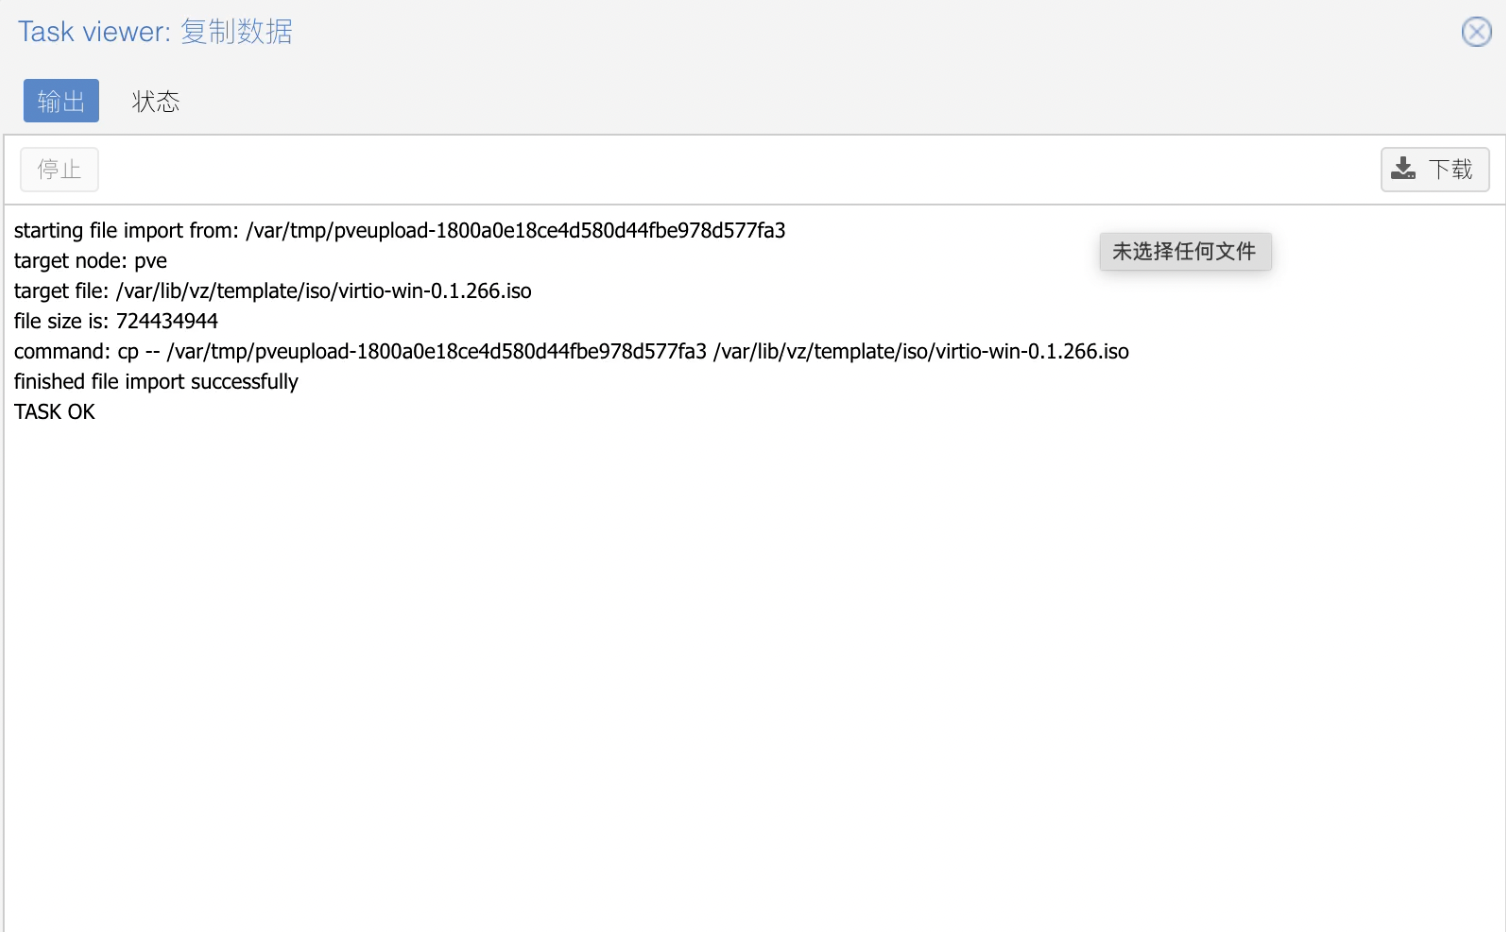 Task viewer: 复制数据
输出 状态
停止 下载
starting file import from: /var/tmp/pveupload-1800a0e18ce4d580d44fbe978d577fa3
未选择任何文件
target node: pve
target file: /var/lib/vz/template/iso/virtio-win-0.1.266.iso
file size is: 724434944
command: cp -- /var/tmp/pveupload-1800a0e18ce4d580d44fbe978d577fa3 /var/lib/vz/template/iso/virtio-win-0.1.266.iso
finished file import successfully
TASK OK